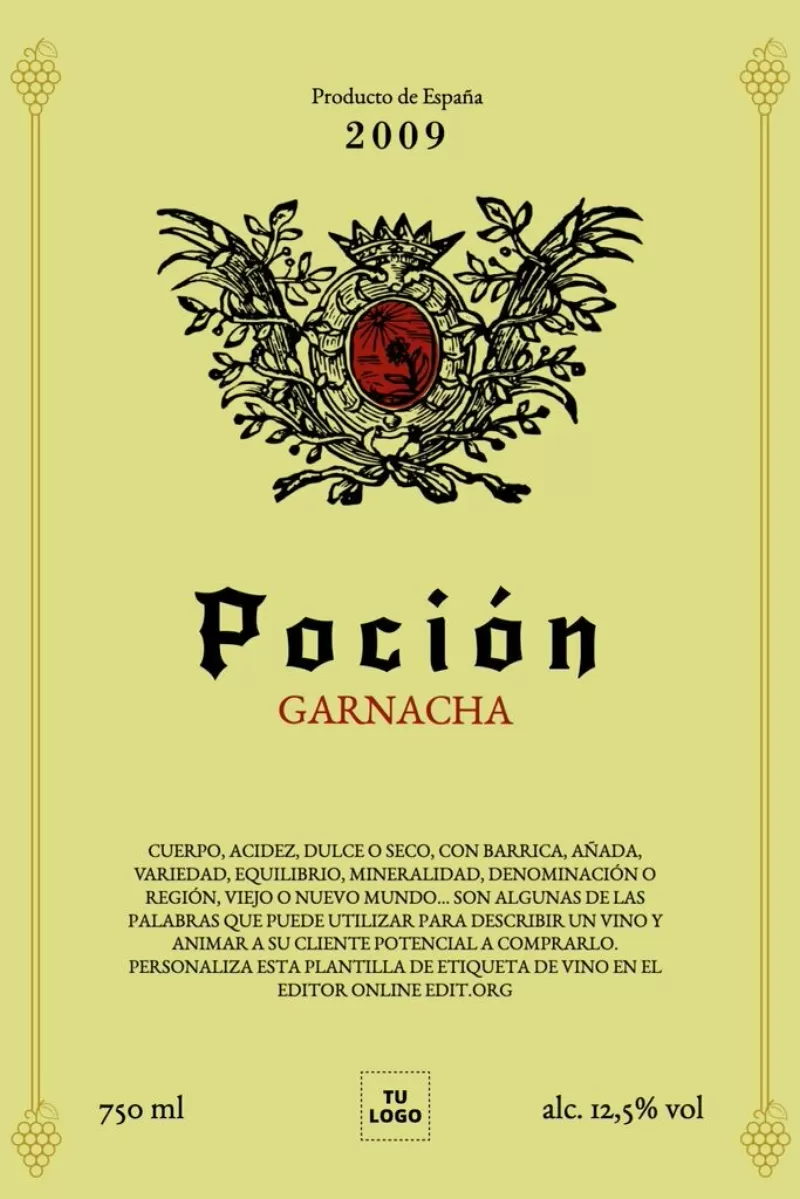 Producto de España
2009
Poción
GARNACHA
CUERPO, ACIDEZ, DULCE O SECO, CON BARRICA, AÑADA,
VARIEDAD, EQUILIBRIO, MINERALIDAD, DENOMINACIÓN O
REGIÓN, VIEJO O NUEVO MUNDO... SON ALGUNAS DE LAS
PALABRAS QUE PUEDE UTILIZAR PARA DESCRIBIR UN VINO Y
ANIMAR A SU CLIENTE POTENCIAL A COMPRARLO.
PERSONALIZA ESTA PLANTILLA DE ETIQUETA DE VINO EN EL
EDITOR ONLINE EDIT.ORG
750 ml
TU
LOGO
alc. 12,5% vol